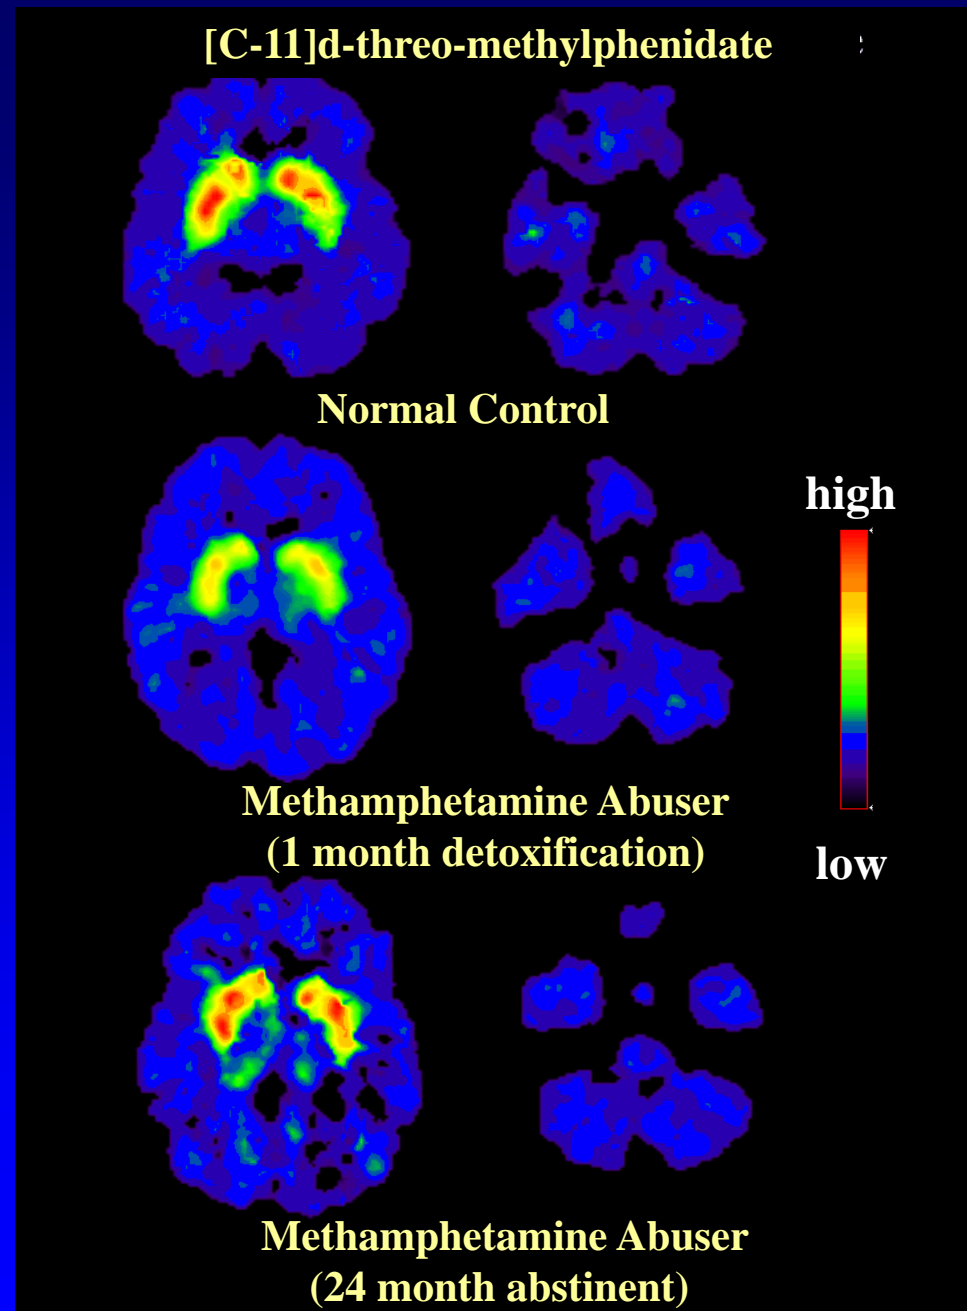 [C-11]d-threo-methylphenidate
Normal Control
high
Methamphetamine Abuser
(1 month detoxification)
low
Methamphetamine Abuser
(24 month abstinent)